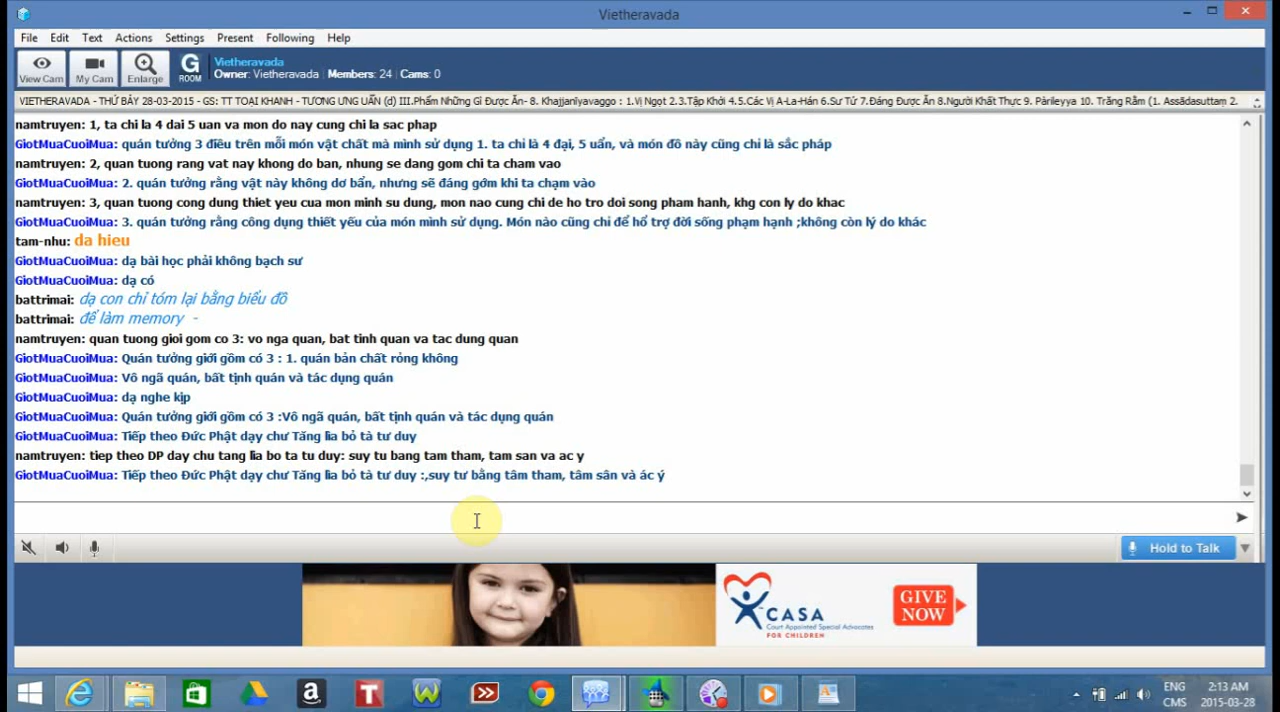 Vietheravada
File Edit Text Actions Settings Present Following Help
View Cam My Cam Enlarge G ROOM Vietheravada
Owner: Vietheravada Members: 24 Cams: 0
VIETHERAVADA - THỨ BẢY 28-03-2015 - GS: TT TOẠI KHANH - TƯƠNG ƯNG UẨN (d) III.Phẩm Những Gì Được Ăn- 8. Khajjaniyavaggo : 1.Vị Ngọt 2.3.Tập Khởi 4.5.Các Vị A-La-Hán 6.Sư Tử 7.Đáng Được Ăn 8.Người Khất Thực 9. Pārileyya 10. Trăng Rằm (1. Assādasuttaṃ 2.
namtruyen: 1, ta chi la 4 dai 5 uan va mon do nay cung chi la sac phap
GiotMuaCuoiMua: quán tưởng 3 điều trên mỗi món vật chất mà mình sử dụng 1. ta chỉ là 4 đại, 5 uẩn, và món đồ này cũng chỉ là sắc pháp
namtruyen: 2, quan tuong rang vat nay khong do ban, nhung se dang gom chi ta cham vao
GiotMuaCuoiMua: 2. quán tưởng rằng vật này không dơ bẩn, nhưng sẽ đáng gớm khi ta chạm vào
namtruyen: 3, quan tuong cong dung thiet yeu cua mon minh su dung, mon nao cung chi de ho tro doi song pham hanh, khg con ly do khac
GiotMuaCuoiMua: 3. quán tưởng rằng công dụng thiết yếu của món mình sử dụng. Món nào cũng chỉ để hổ trợ đời sống phạm hạnh ;không còn lý do khác
tam-nhu: da hieu
GiotMuaCuoiMua: dạ bài học phải không bạch sư
GiotMuaCuoiMua: dạ có
battrimai: dạ con chỉ tóm lại bằng biểu đồ
battrimai: để làm memory -
namtruyen: quan tuong gioi gom co 3: vo nga quan, bat tinh quan va tac dung quan
GiotMuaCuoiMua: Quán tưởng giới gồm có 3 : 1. quán bản chất rỏng không
GiotMuaCuoiMua: Vô ngã quán, bất tịnh quán và tác dụng quán
GiotMuaCuoiMua: dạ nghe kịp
GiotMuaCuoiMua: Quán tưởng giới gồm có 3 :Vô ngã quán, bất tịnh quán và tác dụng quán
GiotMuaCuoiMua: Tiếp theo Đức Phật dạy chư Tăng lìa bỏ tà tư duy
namtruyen: tiep theo DP day chu tang lia bo ta tu duy: suy tu bang tam tham, tam san va ac y
GiotMuaCuoiMua: Tiếp theo Đức Phật dạy chư Tăng lìa bỏ tà tư duy :,suy tư bằng tâm tham, tâm sân và ác ý
Hold to Talk
CASA
Court Appointed Special Advocates
FOR CHILDREN
GIVE NOW
ENG 2:13 AM
CMS 2015-03-28